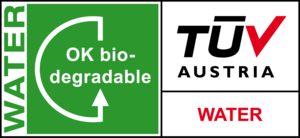 WATER
OK bio-
degradable
TÜV
AUSTRIA
WATER